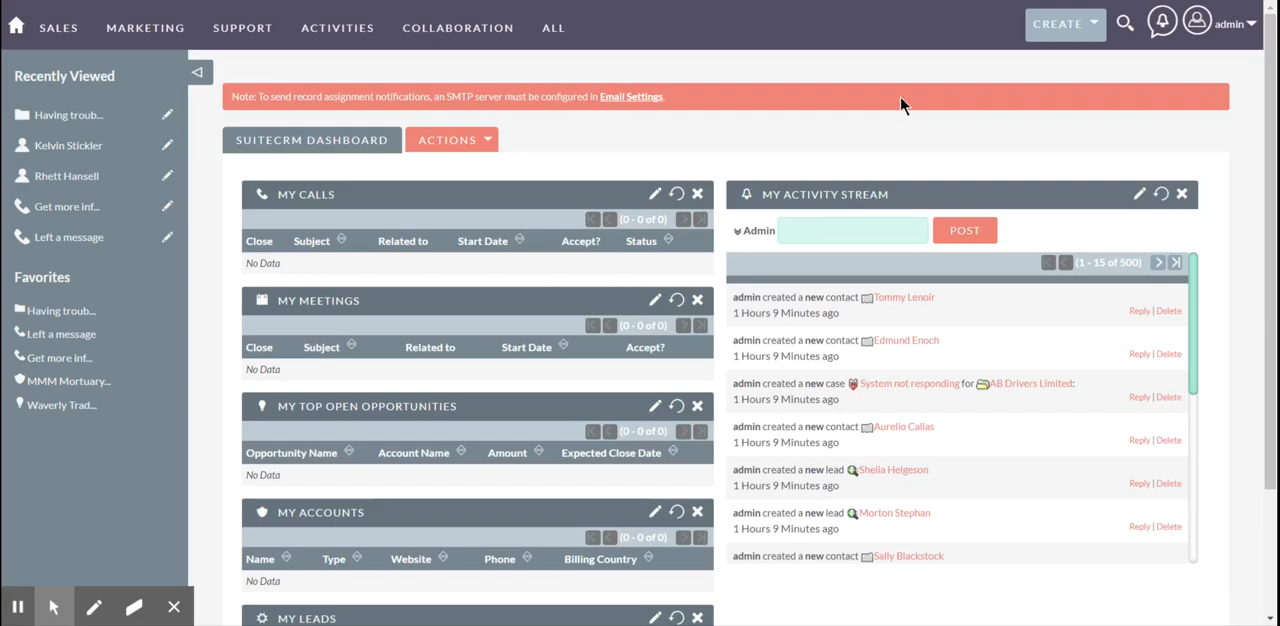 SALES MARKETING SUPPORT ACTIVITIES COLLABORATION ALL CREATE admin
Recently Viewed
Having troub...
Kelvin Stickler
Rhett Hansell
Get more inf...
Left a message
Favorites
Having troub...
Left a message
Get more inf...
MMM Mortuary...
Waverly Trad...
Note: To send record assignment notifications, an SMTP server must be configured in Email Settings.
SUITECRM DASHBOARD ACTIONS
MY CALLS
(0 - 0 of 0)
Close Subject Related to Start Date Accept? Status
No Data
MY MEETINGS
(0 - 0 of 0)
Close Subject Related to Start Date Accept?
No Data
MY TOP OPEN OPPORTUNITIES
(0 - 0 of 0)
Opportunity Name Account Name Amount Expected Close Date
No Data
MY ACCOUNTS
(0 - 0 of 0)
Name Type Website Phone Billing Country
No Data
MY LEADS
MY ACTIVITY STREAM
Admin POST
(1 - 15 of 500)
admin created a new contact Tommy Lenoir
1 Hours 9 Minutes ago Reply | Delete
admin created a new contact Edmund Enoch
1 Hours 9 Minutes ago Reply | Delete
admin created a new case System not responding for AB Drivers Limited:
1 Hours 9 Minutes ago Reply | Delete
admin created a new contact Aurelio Callas
1 Hours 9 Minutes ago Reply | Delete
admin created a new lead Shelia Helgeson
1 Hours 9 Minutes ago Reply | Delete
admin created a new lead Morton Stephan
1 Hours 9 Minutes ago Reply | Delete
admin created a new contact Sally Blackstock